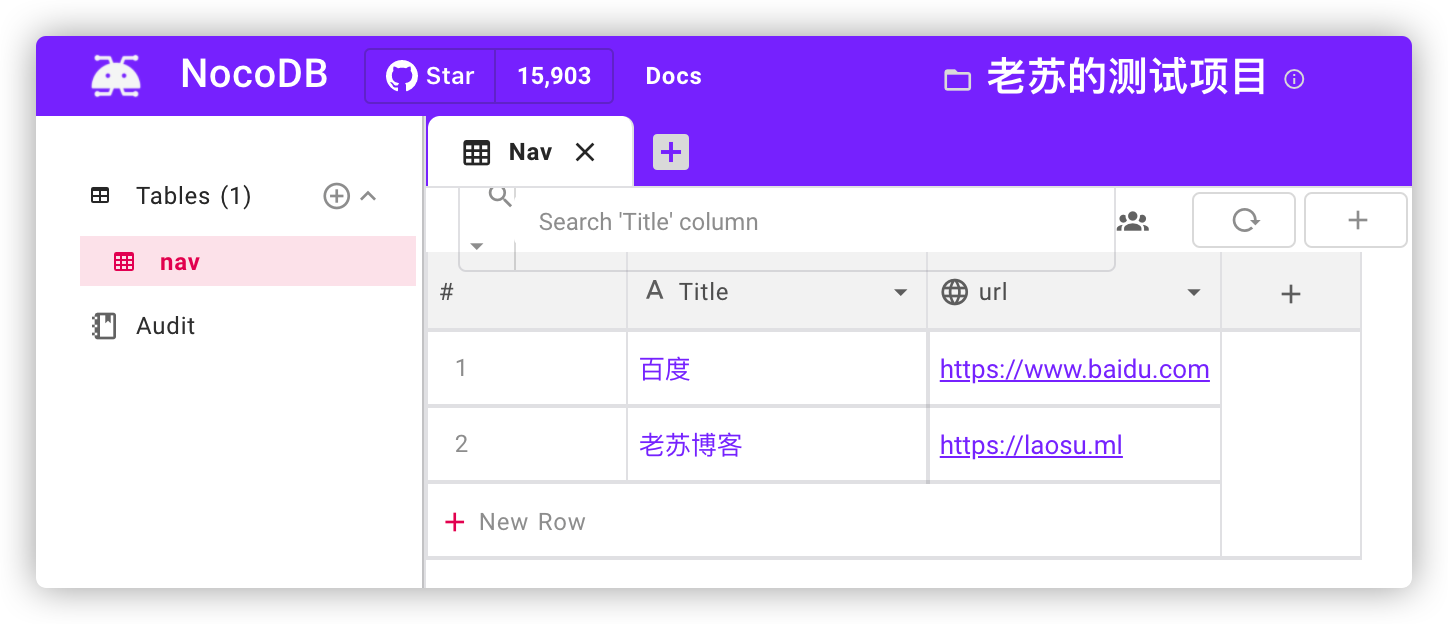 NocoDB Star 15,903 Docs 老苏的测试项目
Nav
Tables (1)
Search 'Title' column
nav
# Title url
Audit
1 百度 https://www.baidu.com
2 老苏博客 https://laosu.ml
New Row